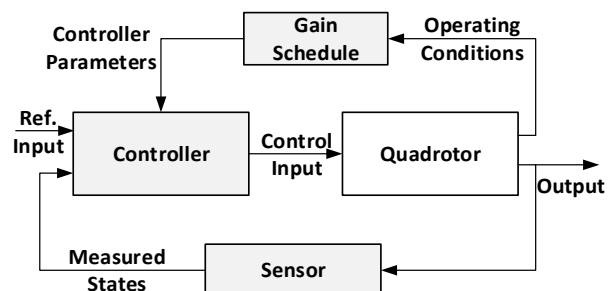 Controller
Parameters
Gain
Schedule
Operating
Conditions
Ref.
Input
Controller
Control
Input
Quadrotor
Output
Measured
States
Sensor